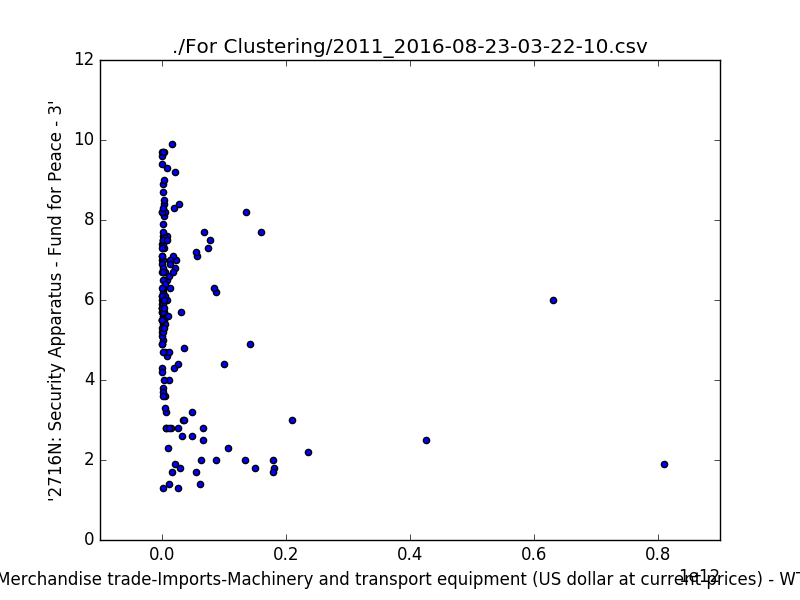 ./For Clustering/2011_2016-08-23-03-22-10.csv
'2716N: Security Apparatus - Fund for Peace - 3'
12
10
8
6
4
2
0
0.0 0.2 0.4 0.6 0.8
1e12
Merchandise trade-Imports-Machinery and transport equipment (US dollar at current prices) - WT